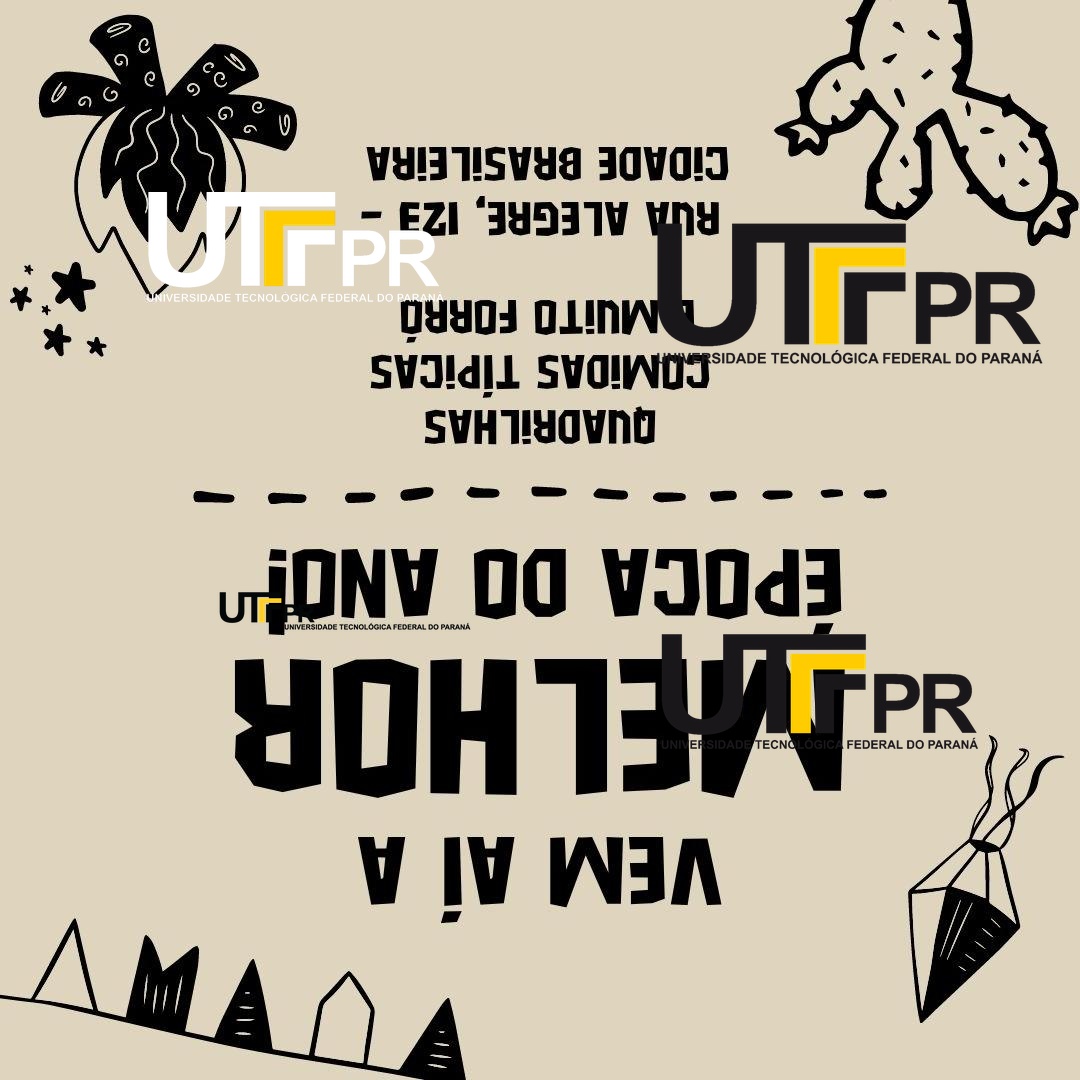 VEM AÍ A
MELHOR
ÉPOCA DO ANO!
QUADRILHAS
COMIDAS TÍPICAS
E MUITO FORRÓ
RUA ALEGRE, 123 -
CIDADE BRASILEIRA
UTFPR
UNIVERSIDADE TECNOLÓGICA FEDERAL DO PARANÁ
UTFPR
UNIVERSIDADE TECNOLÓGICA FEDERAL DO PARANÁ
UTFPR
UNIVERSIDADE TECNOLÓGICA FEDERAL DO PARANÁ
UTFPR
UNIVERSIDADE TECNOLÓGICA FEDERAL DO PARANÁ